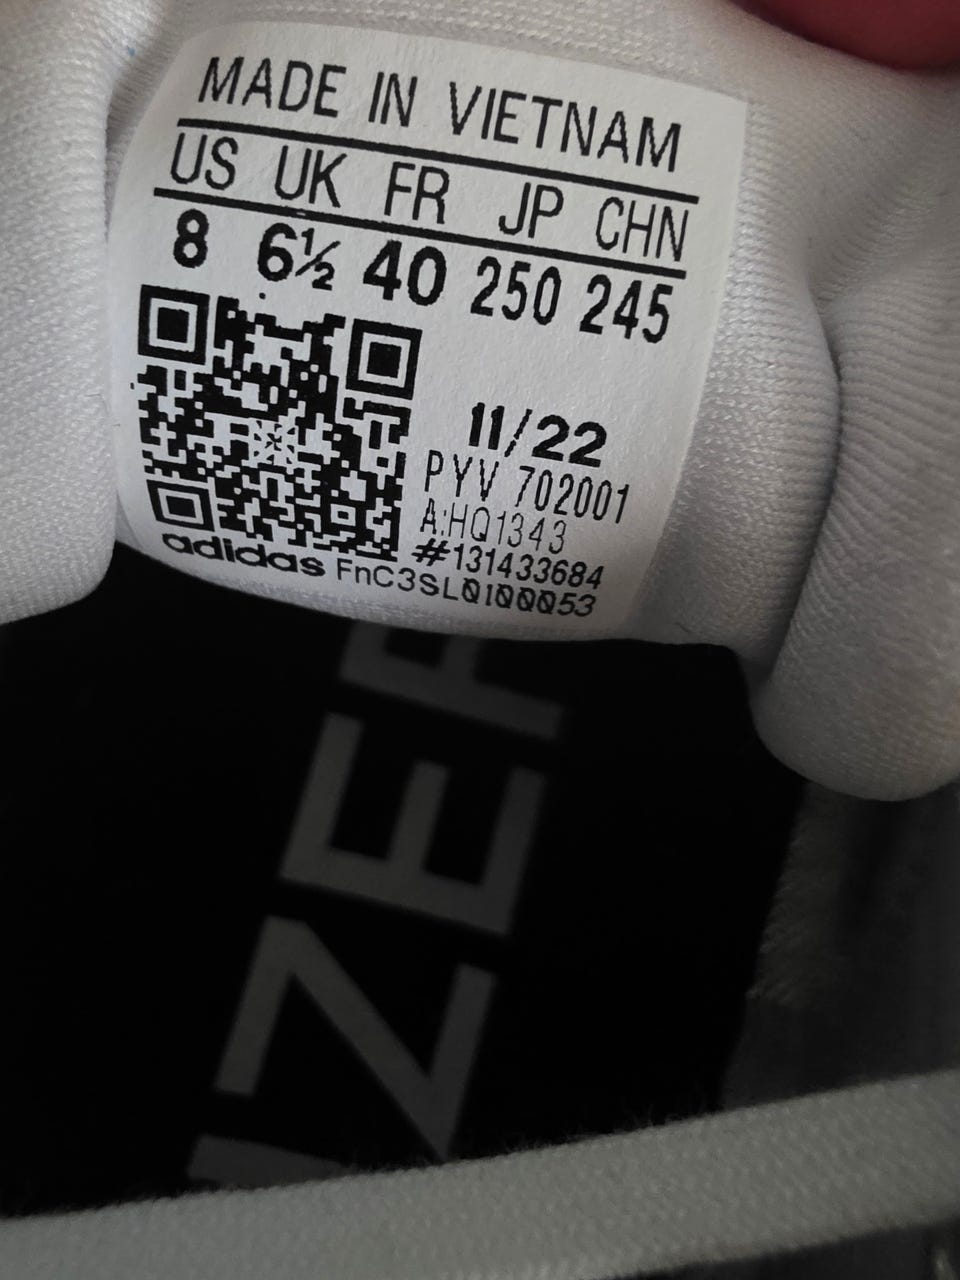 MADE IN VIETNAM
US UK FR JP CHN
8 6½ 40 250 245
11/22
PYV 702001
A:HQ1343
#131433684
adidas FnC3SL0100053
IZER